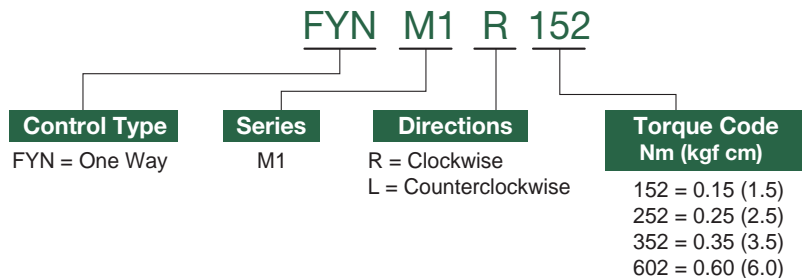 FYN M1 R 152
Control Type
FYN = One Way
Series
M1
Directions
R = Clockwise
L = Counterclockwise
Torque Code
Nm (kgf cm)
152 = 0.15 (1.5)
252 = 0.25 (2.5)
352 = 0.35 (3.5)
602 = 0.60 (6.0)